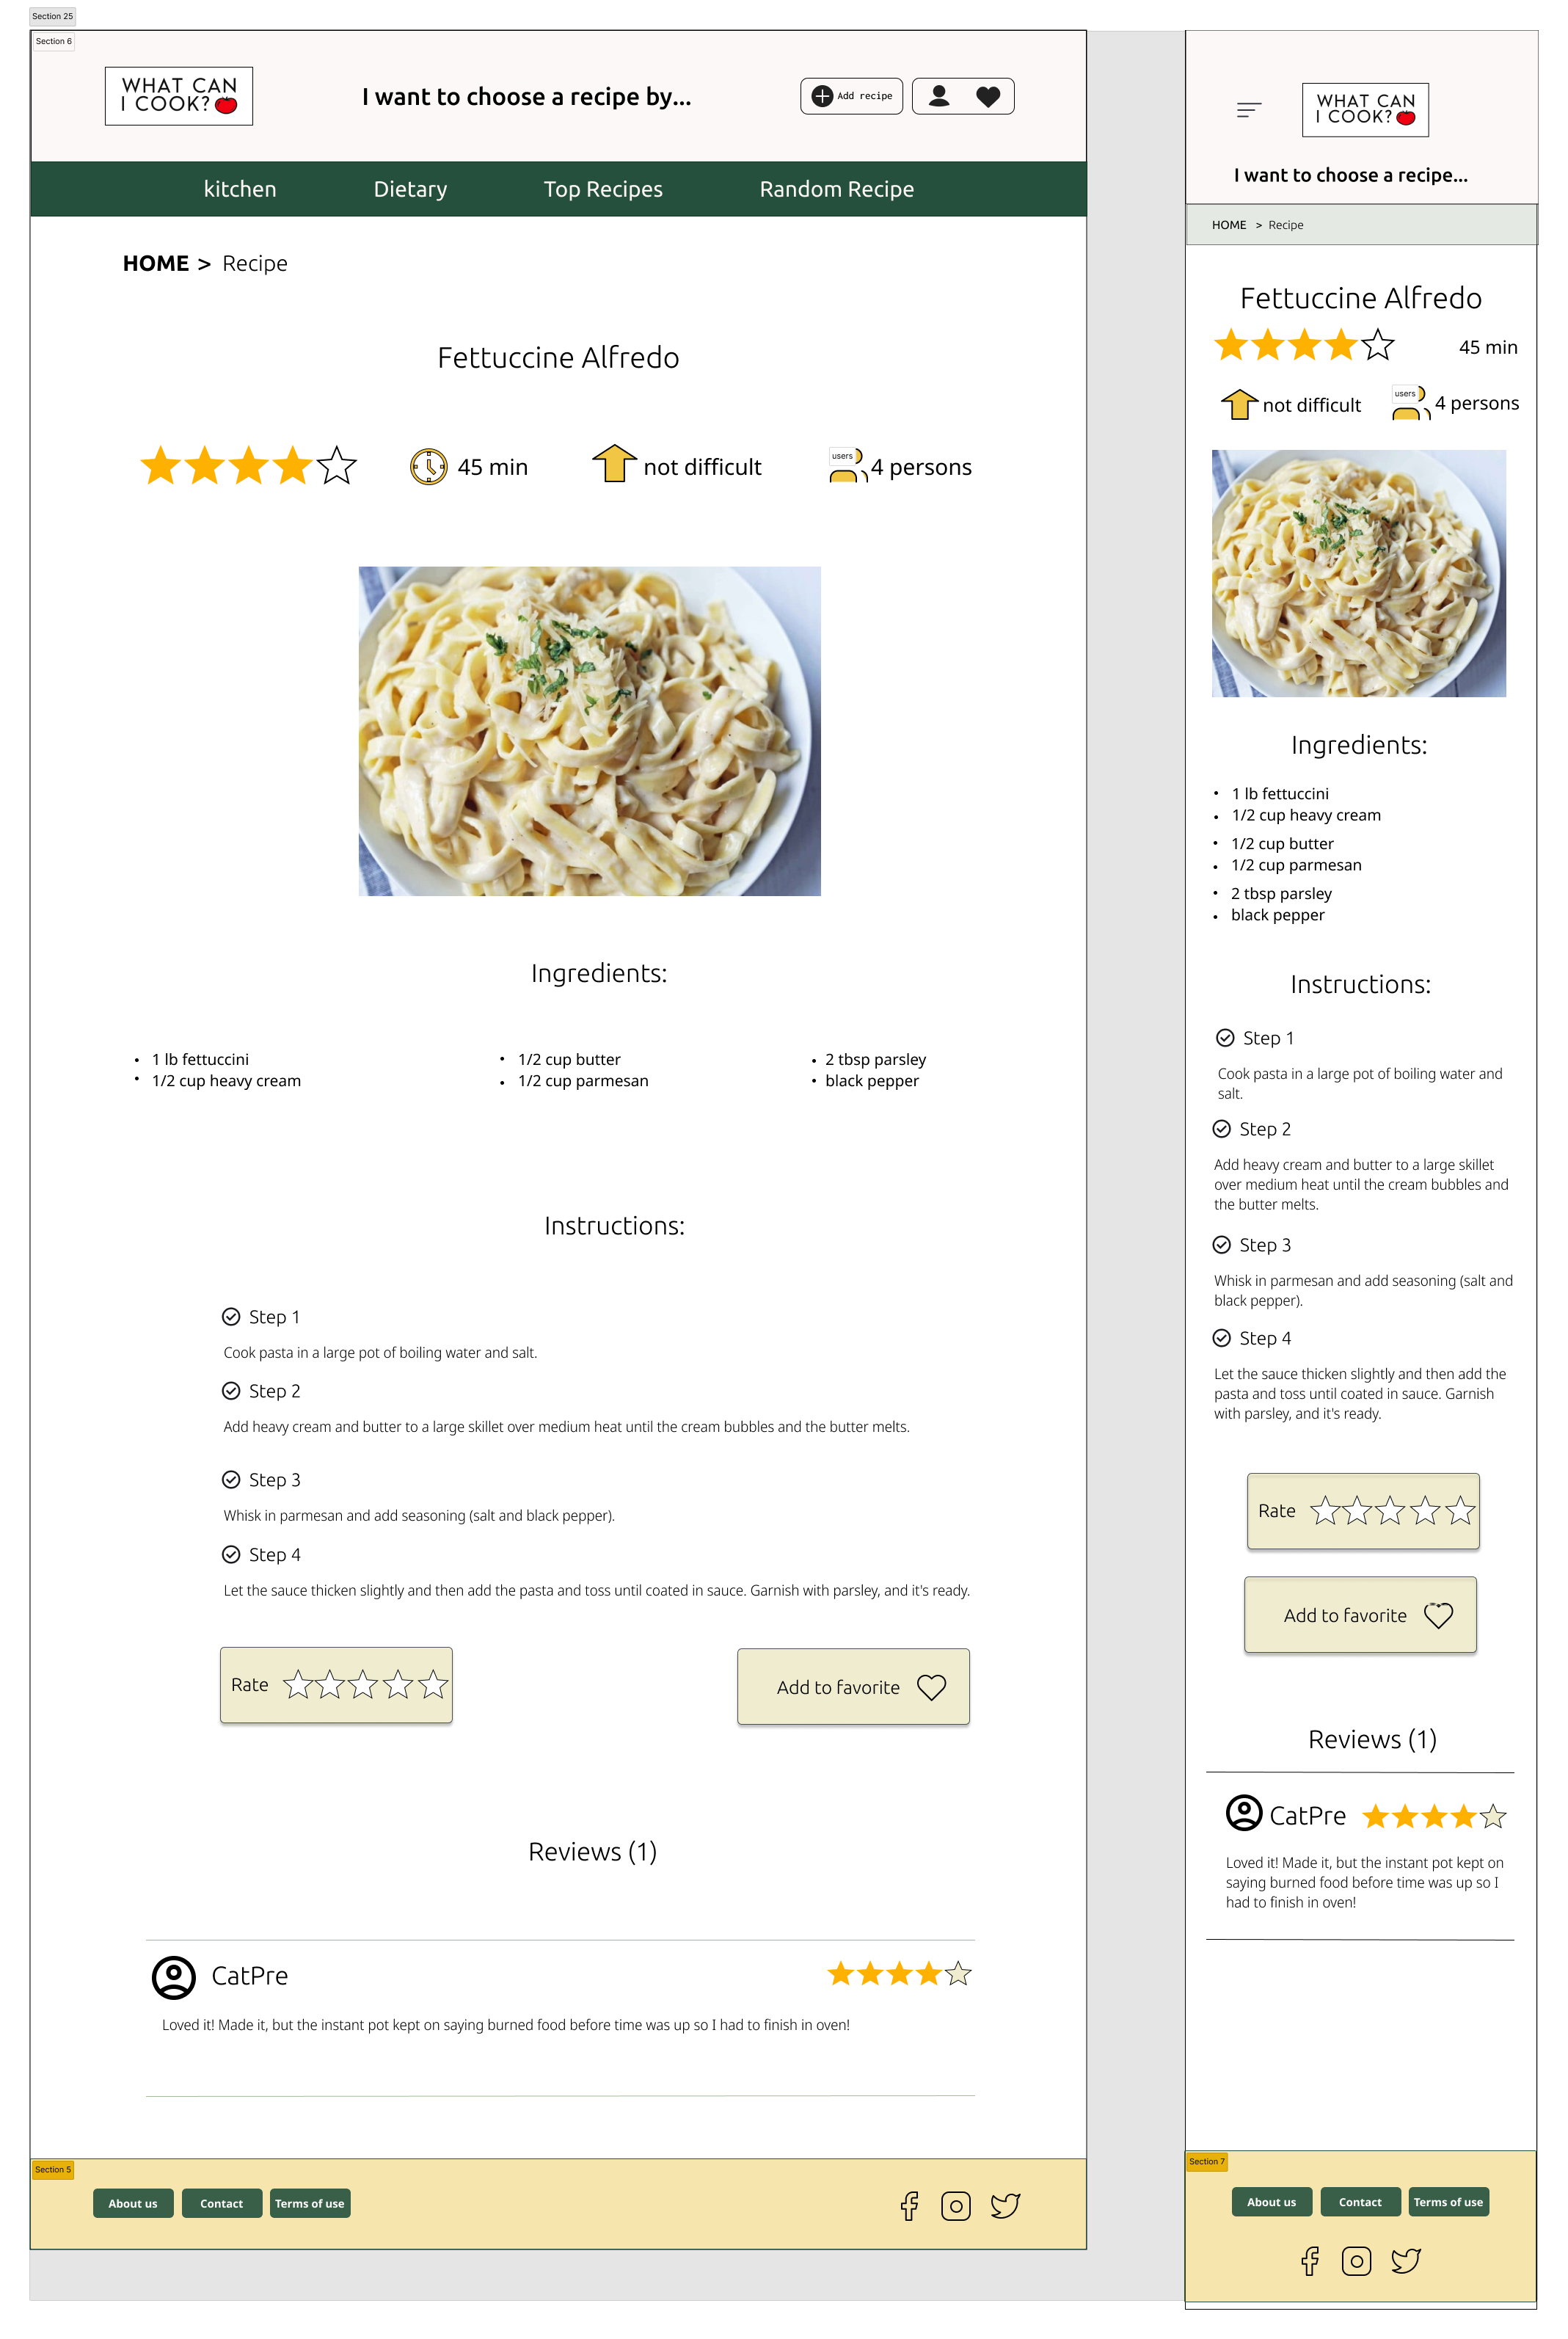 Section 25
Section 6
WHAT CAN
I COOK?
I want to choose a recipe by...
Add recipe
kitchen
Dietary
Top Recipes
Random Recipe
HOME > Recipe
Fettuccine Alfredo
45 min
not difficult
users
4 persons
Ingredients:
• 1 lb fettuccini
• 1/2 cup heavy cream
• 1/2 cup butter
• 1/2 cup parmesan
• 2 tbsp parsley
• black pepper
Instructions:
Step 1
Cook pasta in a large pot of boiling water and salt.
Step 2
Add heavy cream and butter to a large skillet over medium heat until the cream bubbles and the butter melts.
Step 3
Whisk in parmesan and add seasoning (salt and black pepper).
Step 4
Let the sauce thicken slightly and then add the pasta and toss until coated in sauce. Garnish with parsley, and it's ready.
Rate
Add to favorite
Reviews (1)
CatPre
Loved it! Made it, but the instant pot kept on saying burned food before time was up so I had to finish in oven!
Section 5
About us
Contact
Terms of use
WHAT CAN
I COOK?
I want to choose a recipe...
HOME > Recipe
Fettuccine Alfredo
45 min
not difficult
users
4 persons
Ingredients:
• 1 lb fettuccini
• 1/2 cup heavy cream
• 1/2 cup butter
• 1/2 cup parmesan
• 2 tbsp parsley
• black pepper
Instructions:
Step 1
Cook pasta in a large pot of boiling water and
salt.
Step 2
Add heavy cream and butter to a large skillet
over medium heat until the cream bubbles and
the butter melts.
Step 3
Whisk in parmesan and add seasoning (salt and
black pepper).
Step 4
Let the sauce thicken slightly and then add the
pasta and toss until coated in sauce. Garnish
with parsley, and it's ready.
Rate
Add to favorite
Reviews (1)
CatPre
Loved it! Made it, but the instant pot kept on
saying burned food before time was up so I
had to finish in oven!
Section 7
About us
Contact
Terms of use